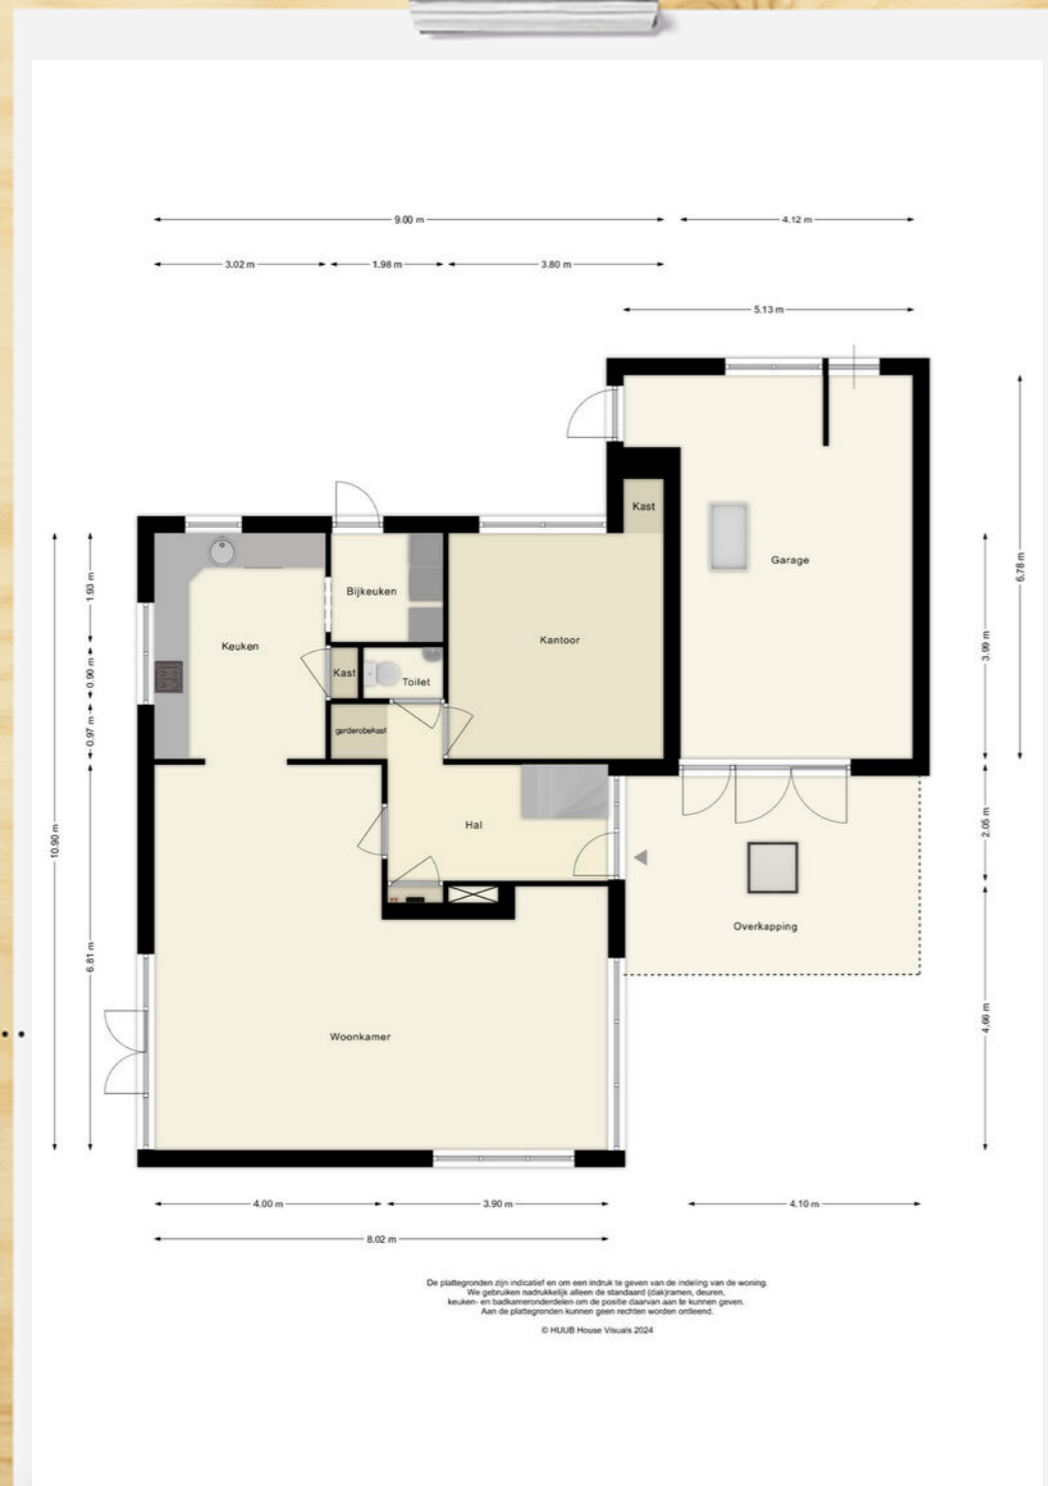 9.00 m
4.12 m
3.02 m
1.98 m
3.80 m
5.13 m
Kast
Garage
6.78 m
1.93 m
Bijkeuken
Keuken
Kantoor
3.99 m
0.90 m
Kast
Toilet
0.97 m
garderobekast
10.90 m
Hal
2.05 m
Overkapping
6.81 m
Woonkamer
4.66 m
4.00 m
3.90 m
4.10 m
8.02 m
De plattegronden zijn indicatief en om een indruk te geven van de indeling van de woning.
We gebruiken nadrukkelijk alleen de standaard (dak)ramen, deuren,
keuken- en badkameronderdelen om de positie daarvan aan te kunnen geven.
Aan de plattegronden kunnen geen rechten worden ontleend.
© HUUB House Visuals 2024